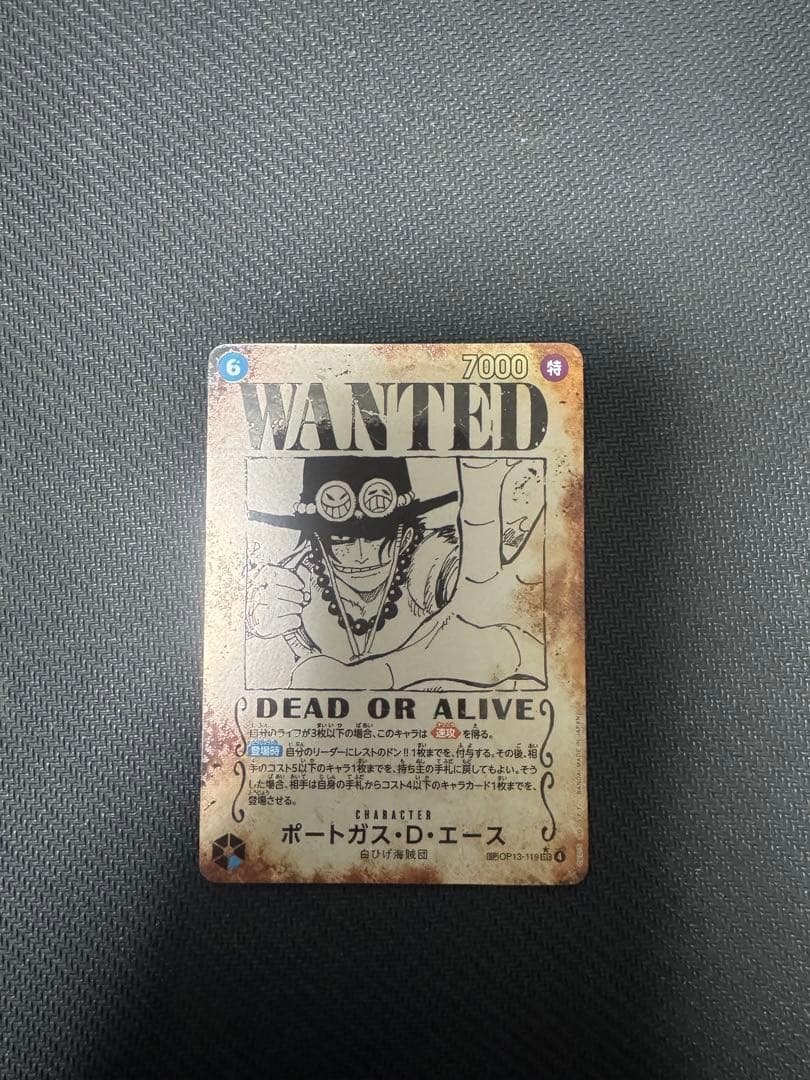 6
7000
特
WANTED
DEAD OR ALIVE
自分のライフが3枚以下の場合、このキャラは 速攻 を得る。
登場時 自分のリーダーにレストのドン!!1枚までを、付与する。その後、相
手のコスト5以下のキャラ1枚までを、持ち主の手札に戻してもよい。そう
した場合、相手は自身の手札からコスト4以下のキャラカード1枚までを、
登場させる。
CHARACTER
ポートガス・D・エース
白ひげ海賊団
SP OP13-119 SEC 4
BANDAI MADE IN JAPAN